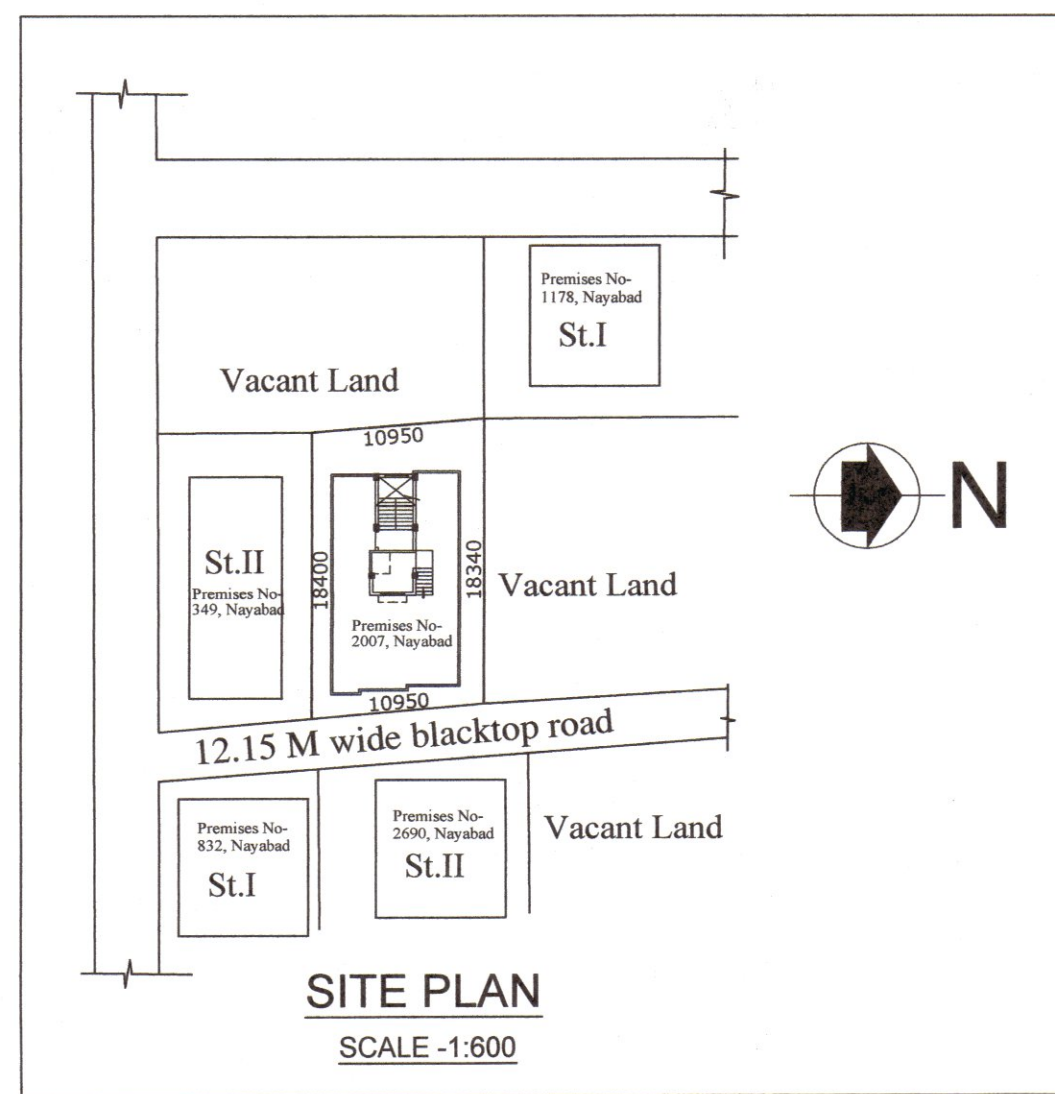 Premises No-
1178, Nayabad
St.I
Vacant Land
10950
N
St.II
Premises No-
349, Nayabad
18400
18340
Vacant Land
Premises No-
2007, Nayabad
10950
12.15 M wide blacktop road
Premises No-
832, Nayabad
St.I
Premises No-
2690, Nayabad
St.II
Vacant Land
SITE PLAN
SCALE -1:600